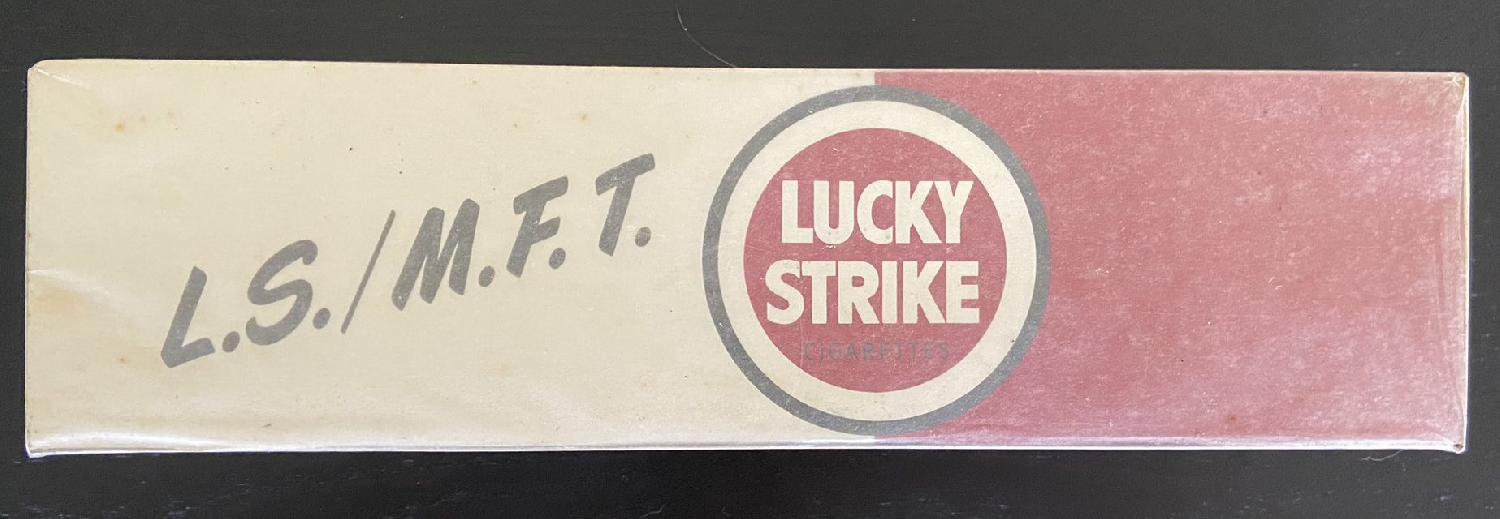 L.S./M.F.T.
LUCKY
STRIKE
CIGARETTES